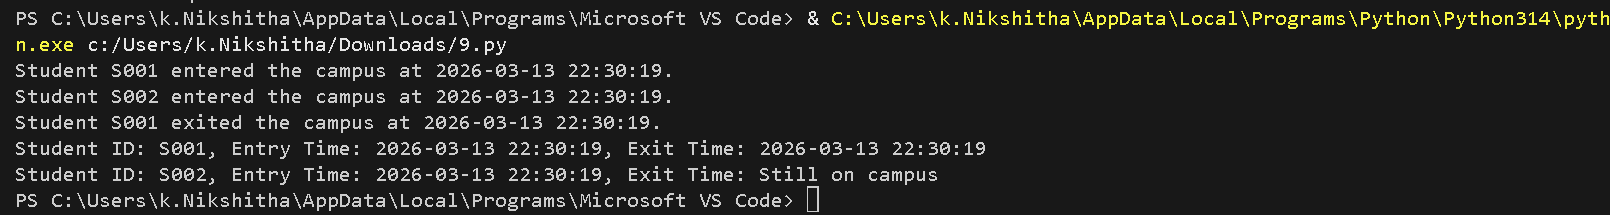 PS C:\Users\k.Nikshitha\AppData\Local\Programs\Microsoft VS Code> & C:\Users\k.Nikshitha\AppData\Local\Programs\Python\Python314\pyth
n.exe c:/Users/k.Nikshitha/Downloads/9.py
Student S001 entered the campus at 2026-03-13 22:30:19.
Student S002 entered the campus at 2026-03-13 22:30:19.
Student S001 exited the campus at 2026-03-13 22:30:19.
Student ID: S001, Entry Time: 2026-03-13 22:30:19, Exit Time: 2026-03-13 22:30:19
Student ID: S002, Entry Time: 2026-03-13 22:30:19, Exit Time: Still on campus
PS C:\Users\k.Nikshitha\AppData\Local\Programs\Microsoft VS Code>